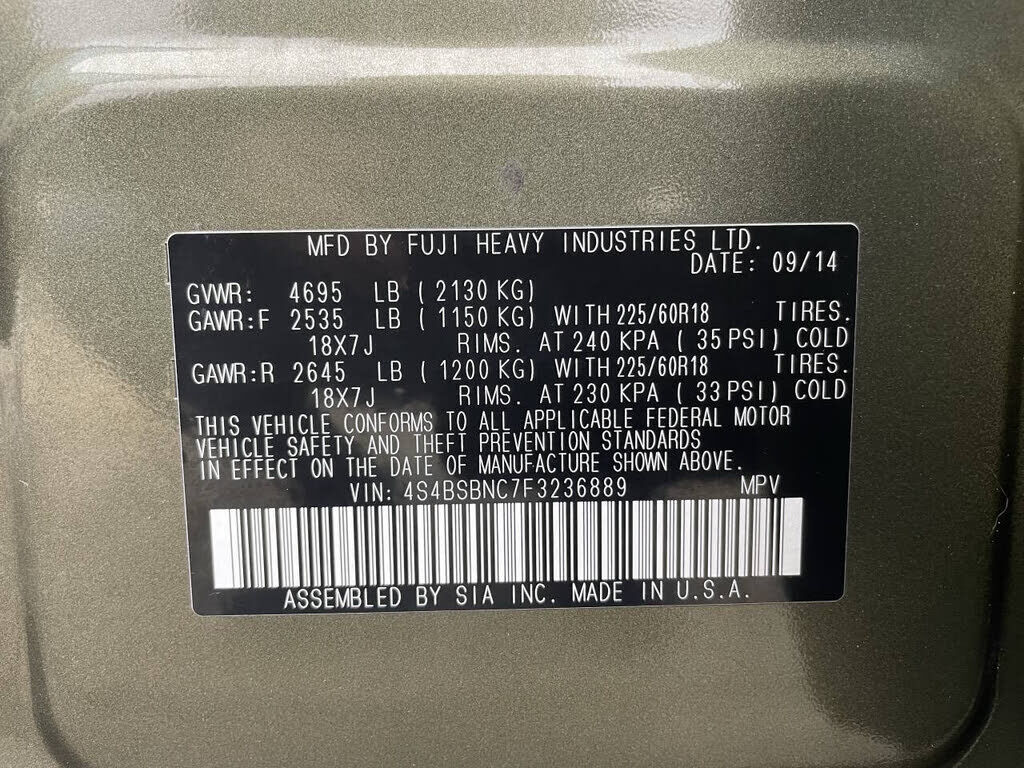 MFD BY FUJI HEAVY INDUSTRIES LTD.
DATE: 09/14
GVWR: 4695 LB ( 2130 KG)
GAWR:F 2535 LB ( 1150 KG) WITH 225/60R18 TIRES.
18X7J RIMS. AT 240 KPA ( 35 PSI) COLD
GAWR:R 2645 LB ( 1200 KG) WITH 225/60R18 TIRES.
18X7J RIMS. AT 230 KPA ( 33 PSI) COLD
THIS VEHICLE CONFORMS TO ALL APPLICABLE FEDERAL MOTOR
VEHICLE SAFETY AND THEFT PREVENTION STANDARDS
IN EFFECT ON THE DATE OF MANUFACTURE SHOWN ABOVE.
VIN: 4S4BSBNC7F3236889 MPV
ASSEMBLED BY SIA INC. MADE IN U.S.A.